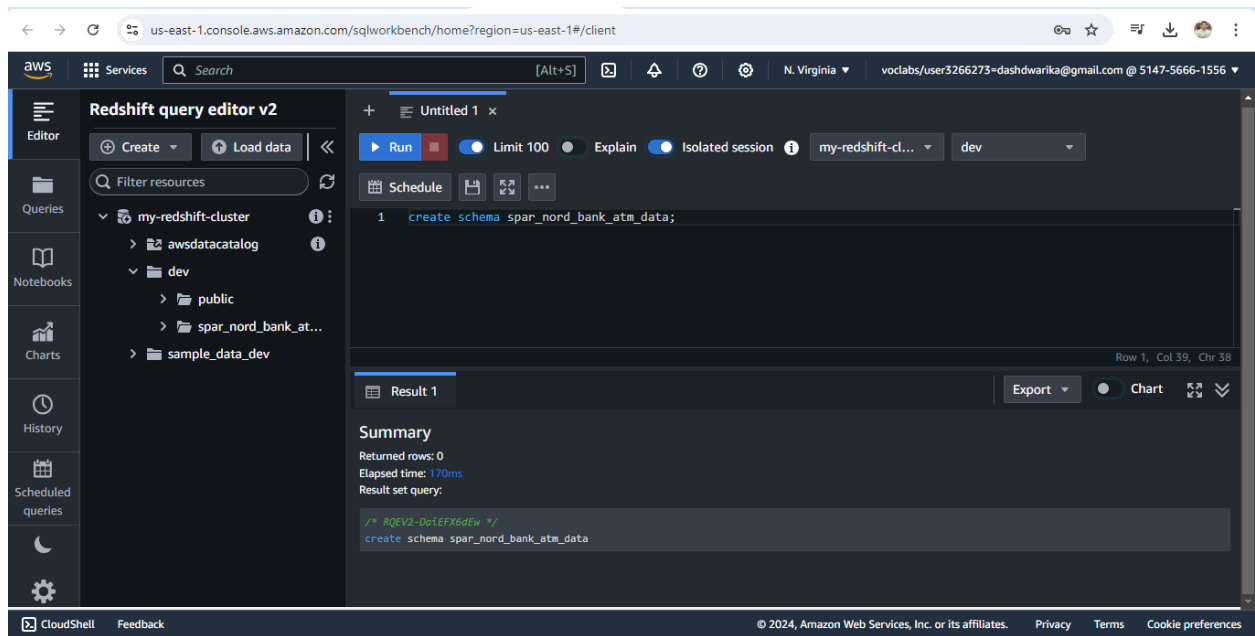 us-east-1.console.aws.amazon.com/sqlworkbench/home?region=us-east-1#/client
aws Services Search [Alt+S] N. Virginia voclabs/user3266273=dashdwarika@gmail.com @ 5147-5666-1556
Editor
Queries
Notebooks
Charts
History
Scheduled
queries
Redshift query editor v2
Create Load data
Filter resources
my-redshift-cluster
awsdatacatalog
dev
public
spar_nord_bank_at...
sample_data_dev
Untitled 1
Run Limit 100 Explain Isolated session my-redshift-cl... dev
Schedule
1 create schema spar_nord_bank_atm_data;
Row 1, Col 39, Chr 38
Result 1 Export Chart
Summary
Returned rows: 0
Elapsed time: 170ms
Result set query:
/* RQEV2-DaiEFX6dEw */
create schema spar_nord_bank_atm_data
CloudShell Feedback © 2024, Amazon Web Services, Inc. or its affiliates. Privacy Terms Cookie preferences